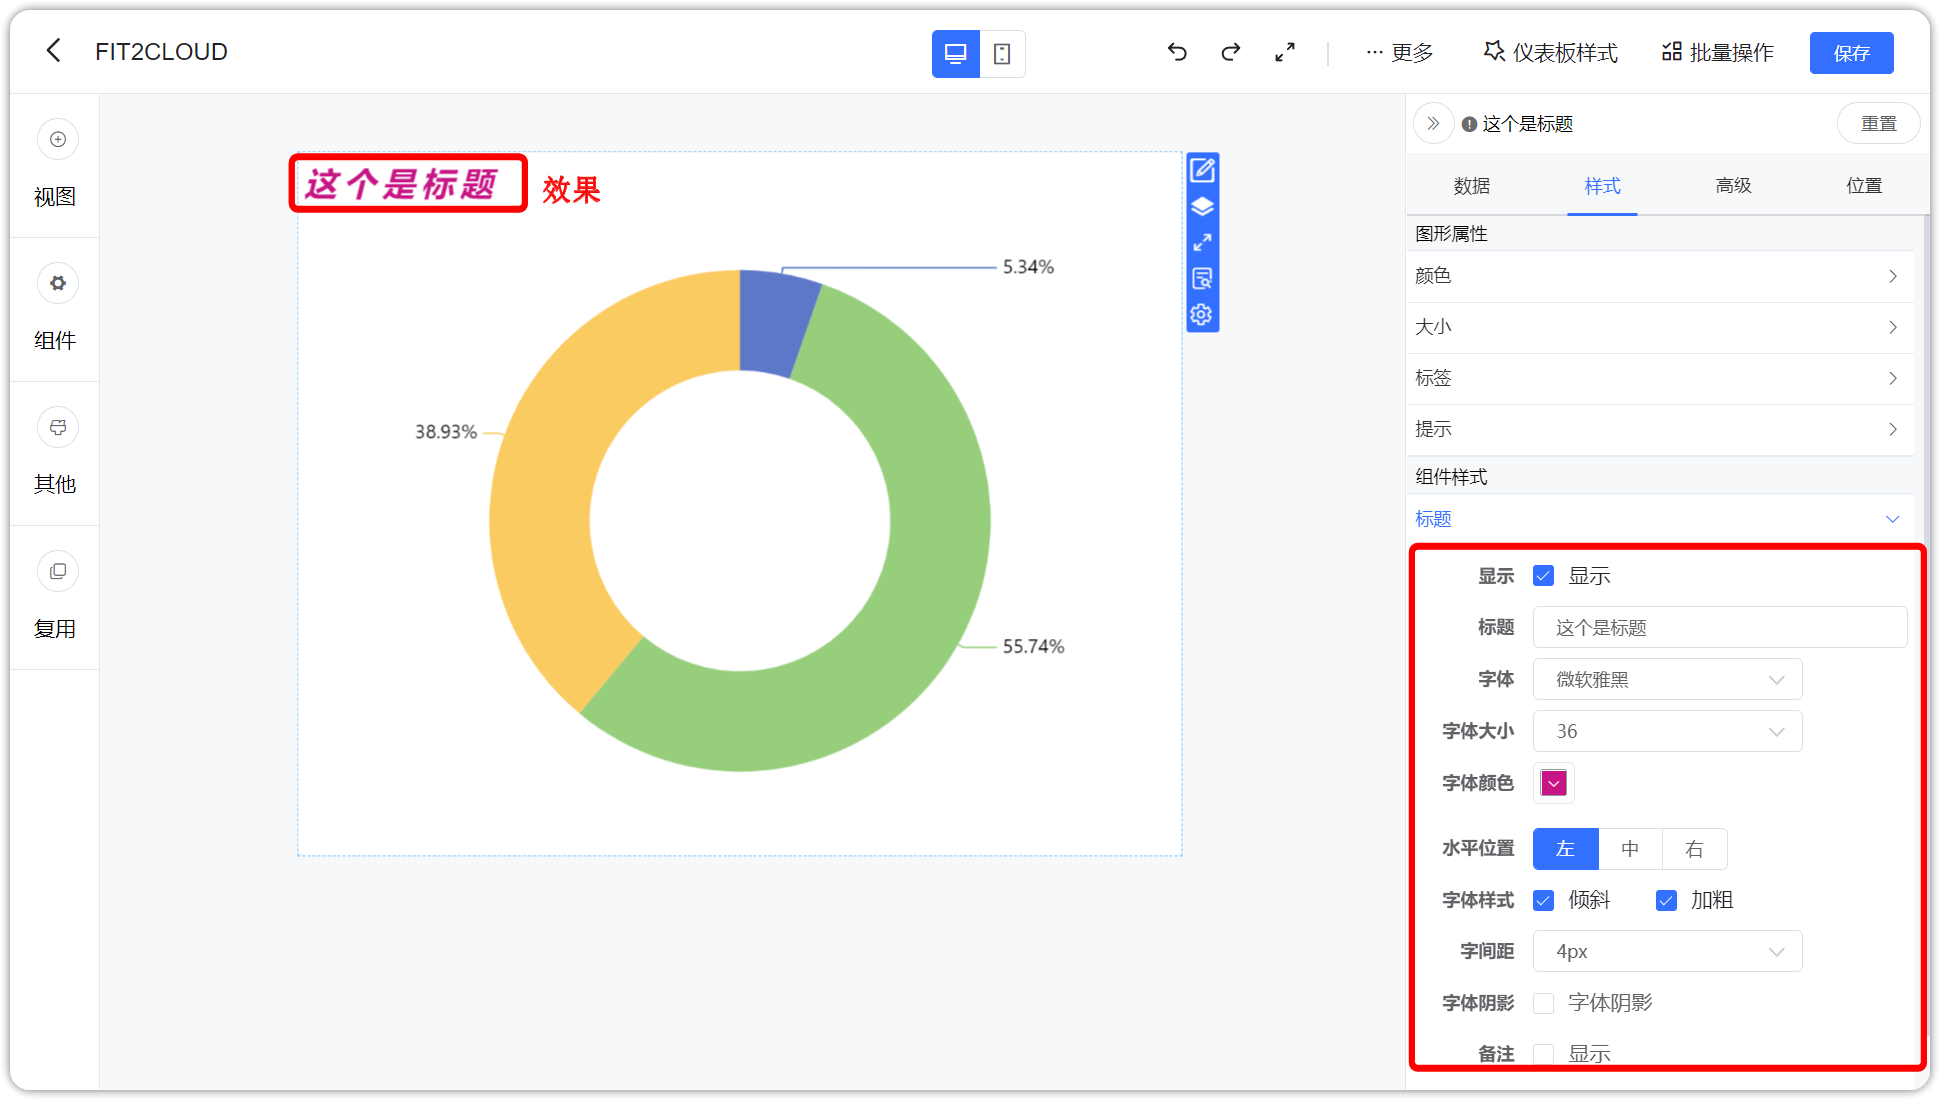 FIT2CLOUD
更多
仪表板样式
批量操作
保存
视图
组件
其他
复用
这个是标题
效果
5.34%
38.93%
55.74%
这个是标题
重置
数据
样式
高级
位置
图形属性
颜色
大小
标签
提示
组件样式
标题
显示 显示
标题 这个是标题
字体 微软雅黑
字体大小 36
字体颜色
水平位置 左 中 右
字体样式 倾斜 加粗
字间距 4px
字体阴影 字体阴影
备注 显示